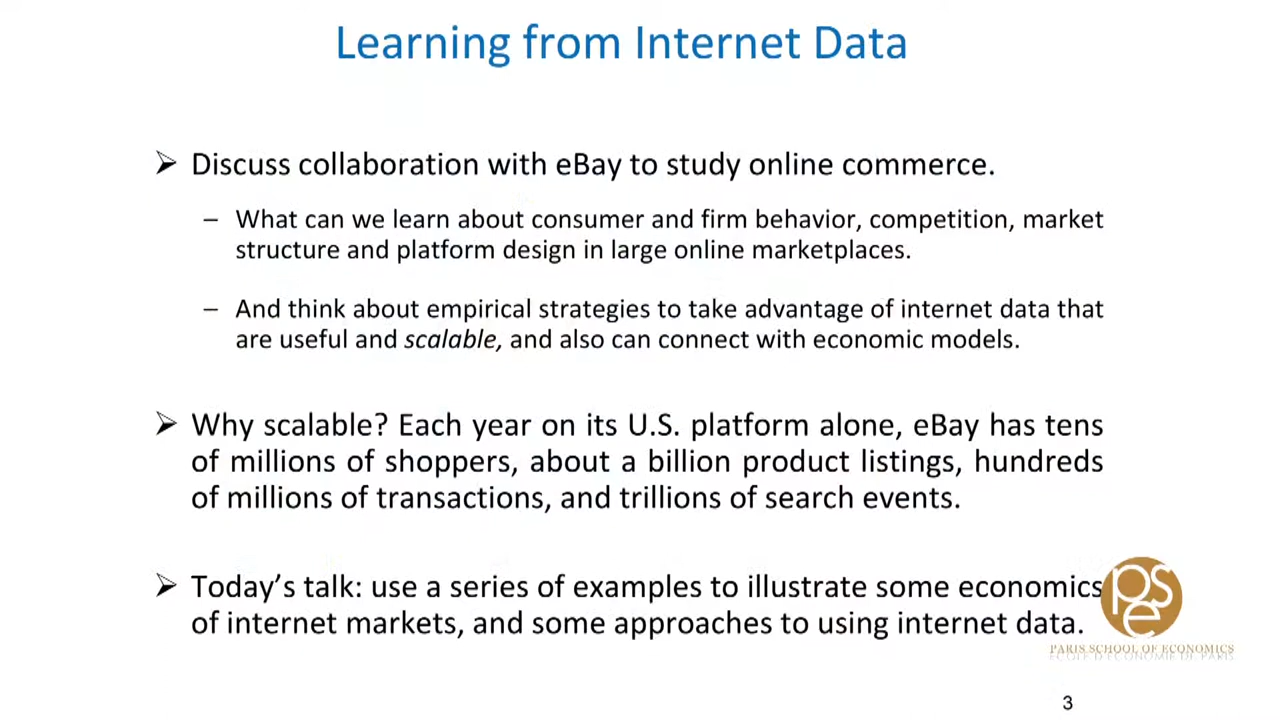 Learning from Internet Data
➢ Discuss collaboration with eBay to study online commerce.
– What can we learn about consumer and firm behavior, competition, market
structure and platform design in large online marketplaces.
– And think about empirical strategies to take advantage of internet data that
are useful and scalable, and also can connect with economic models.
➢ Why scalable? Each year on its U.S. platform alone, eBay has tens
of millions of shoppers, about a billion product listings, hundreds
of millions of transactions, and trillions of search events.
➢ Today’s talk: use a series of examples to illustrate some economics
of internet markets, and some approaches to using internet data.
pse
PARIS SCHOOL OF ECONOMICS
ECOLE D'ECONOMIE DE PARIS
3